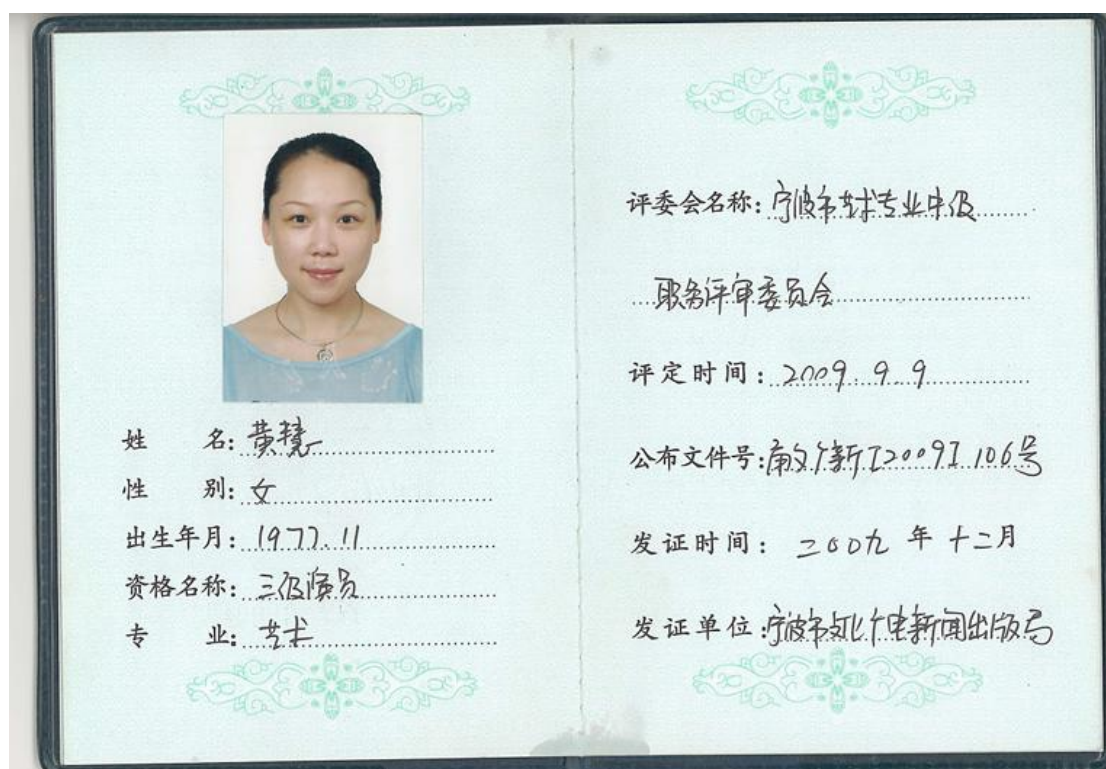 姓 名: 黄慧
性 别: 女
出生年月: 1977.11
资格名称: 三级演员
专 业: 艺术
评委会名称: 宁波市艺术专业中级
职务评审委员会
评定时间: 2009.9.9
公布文件号: 甬文广新[2009]106号
发证时间: 二00九 年 十二月
发证单位: 宁波市文化广电新闻出版局